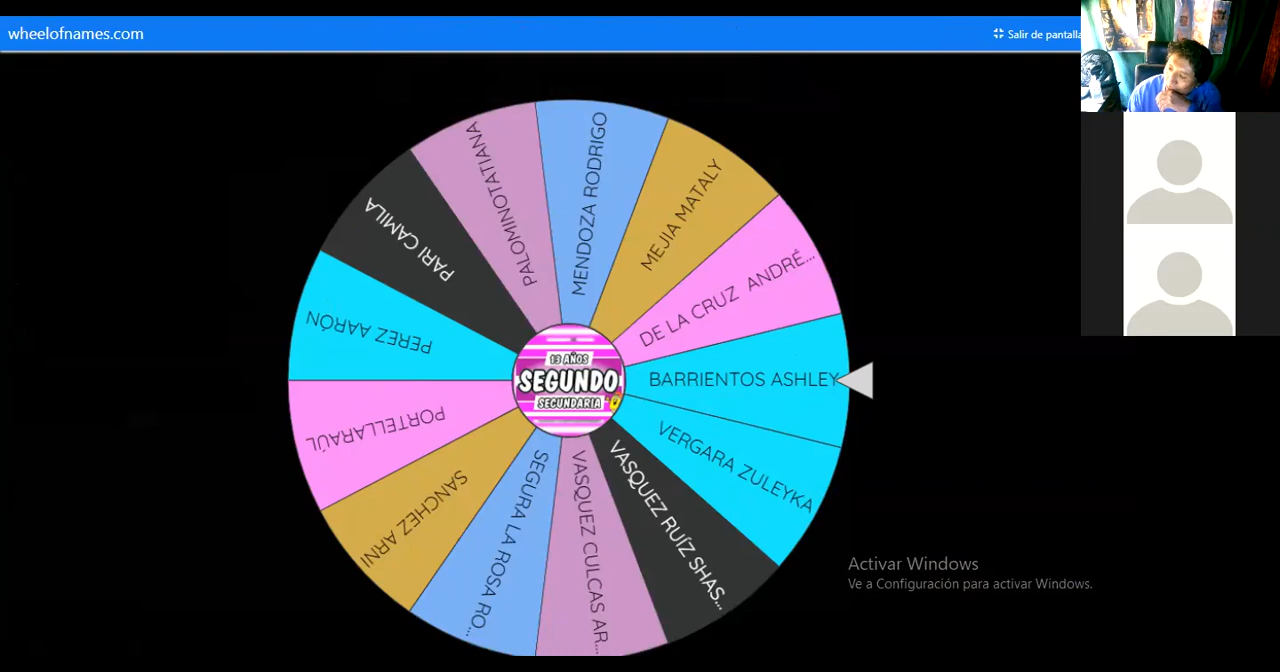 wheelofnames.com
Salir de pantalla
MENDOZA RODRIGO
MEJIA MATALY
DE LA CRUZ ANDRÉ...
BARRIENTOS ASHLEY
VERGARA ZULEYKA
VASQUEZ RUÍZ SHAS...
VASQUEZ CULCAS AR...
SEGURA LA ROSA RO...
SANCHEZ ARNI
PORTELLARAÚL
PEREZ AARÓN
PARI CAMILA
PALOMINOTATIANA
13 AÑOS
SEGUNDO
SECUNDARIA
Activar Windows
Ve a Configuración para activar Windows.